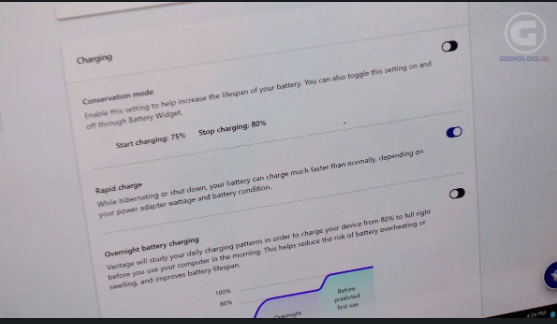 G
GIZMOLOGI.ID
Charging
Conservation mode
Enable this setting to help increase the lifespan of your battery. You can also toggle this setting on and
off through Battery Widget.
Start charging: 75% Stop charging: 80%
Rapid charge
While hibernating or shut down, your battery can charge much faster than normally, depending on
your power adapter wattage and battery condition.
Overnight battery charging
Vantage will study your daily charging patterns in order to charge your device from 80% to full right
before you use your computer in the morning. This helps reduce the risk of battery overheating or
swelling, and improves battery lifespan.
100%
80%
Before
predicted
first use
Overnight
4:24 PM